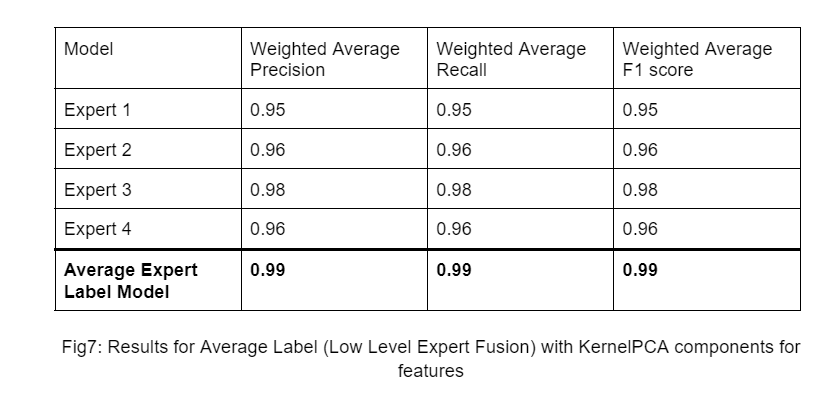 Model Weighted Average Precision Weighted Average Recall Weighted Average F1 score
Expert 1 0.95 0.95 0.95
Expert 2 0.96 0.96 0.96
Expert 3 0.98 0.98 0.98
Expert 4 0.96 0.96 0.96
Average Expert Label Model 0.99 0.99 0.99
Fig7: Results for Average Label (Low Level Expert Fusion) with KernelPCA components for
features